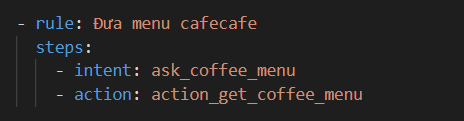 - rule: Đưa menu cafecafe
steps:
- intent: ask_coffee_menu
- action: action_get_coffee_menu